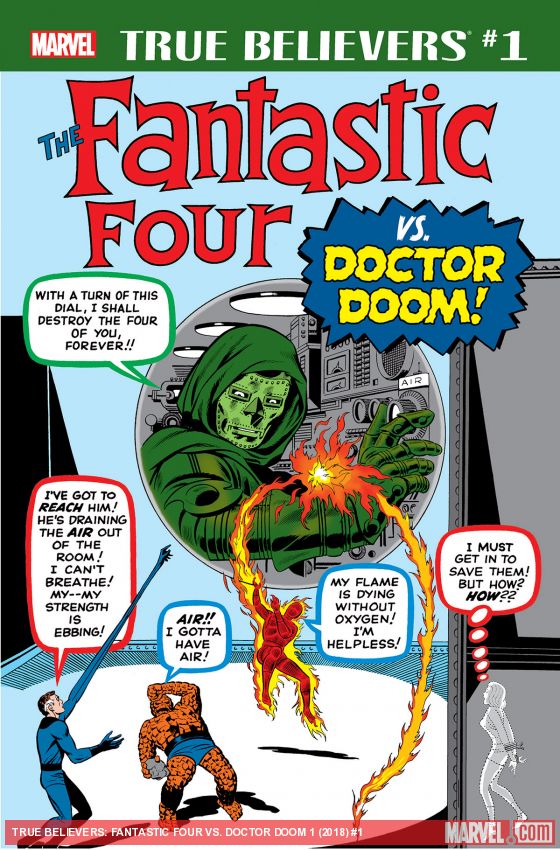 MARVEL TRUE BELIEVERS® #1
THE
FANTASTIC
FOUR
VS.
DOCTOR
DOOM!
WITH A TURN OF THIS
DIAL, I SHALL
DESTROY THE FOUR
OF YOU,
FOREVER!!
AIR
I'VE GOT TO
REACH HIM!
HE'S DRAINING
THE AIR OUT
OF THE
ROOM!
I CAN'T
BREATHE!
MY--MY
STRENGTH
IS
EBBING!
AIR!!
I GOTTA
HAVE
AIR!
MY FLAME
IS DYING
WITHOUT
OXYGEN!
I'M
HELPLESS!
I MUST
GET IN TO
SAVE THEM!
BUT HOW?
HOW??
TRUE BELIEVERS: FANTASTIC FOUR VS. DOCTOR DOOM 1 (2018) #1
MARVEL.com